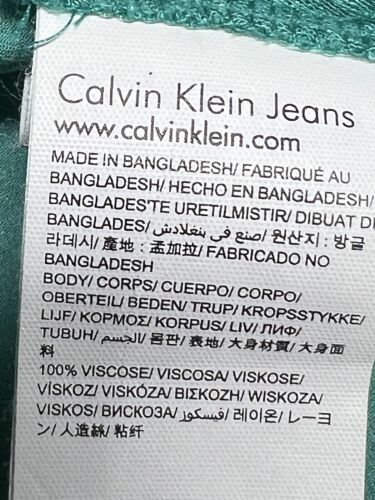 Calvin Klein Jeans
www.calvinklein.com
MADE IN BANGLADESH/ FABRIQUÉ AU
BANGLADESH/ HECHO EN BANGLADESH/
BANGLADEŞ'TE URETILMISTIR/ DIBUAT DI
BANGLADES/ صنع في بنغلادش/ 원산지 : 방글
라데시/ 產地 : 孟加拉/ FABRICADO NO
BANGLADESH
BODY/ CORPS/ CUERPO/ CORPO/
OBERTEIL/ BEDEN/ TRUP/ KROPSSTYKKE/
LIJF/ ΚΟΡΜΟΣ/ KORPUS/ LIV/ ЛИФ/
TUBUH/ الجسم/ 몸판/ 表地/ 大身材質/ 大身面
料
100% VISCOSE/ VISCOSA/ VISKOSE/
VİSKOZ/ VISKÓZA/ ΒΙΣΚΟΖΗ/ WISKOZA/
VISKOS/ ВИСКОЗА/ فيسكوز/ 레이온/ レーヨ
ン/ 人造絲/ 粘纤